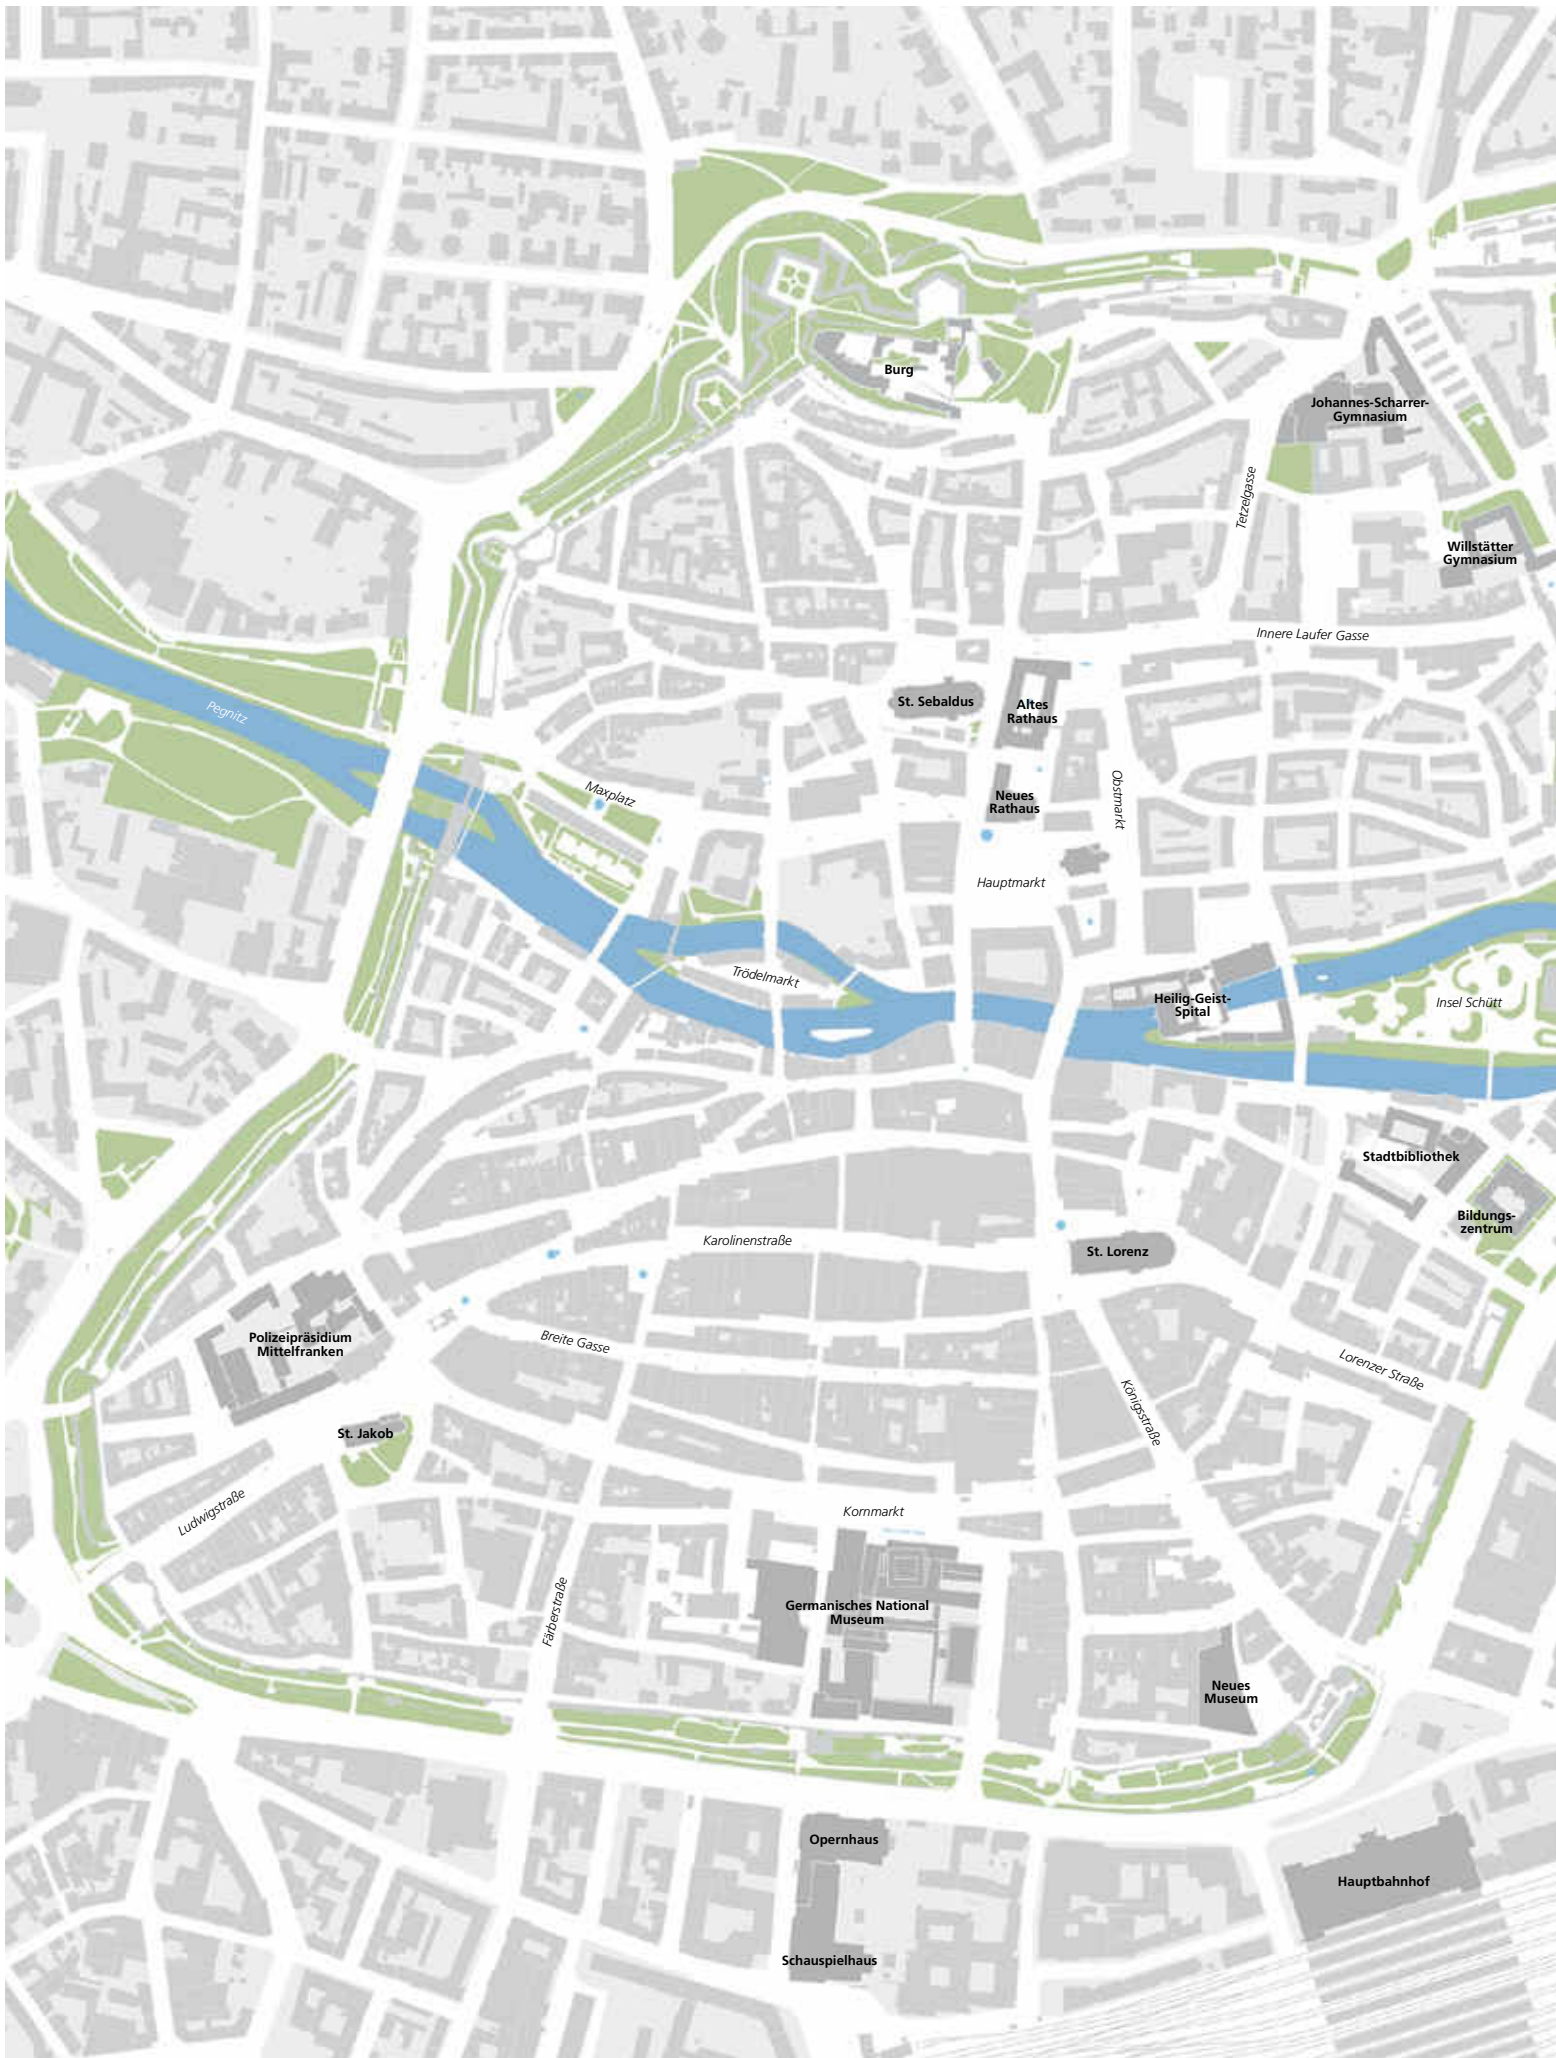 Burg
Johannes-Scharrer-
Gymnasium
Tetzelgasse
Willstätter
Gymnasium
Innere Laufer Gasse
St. Sebaldus
Altes
Rathaus
Pegnitz
Maxplatz
Neues
Rathaus
Obstmarkt
Hauptmarkt
Trödelmarkt
Heilig-Geist-
Spital
Insel Schütt
Stadtbibliothek
Bildungs-
zentrum
Karolinenstraße
St. Lorenz
Polizeipräsidium
Mittelfranken
Breite Gasse
Lorenzer Straße
Königsstraße
St. Jakob
Ludwigstraße
Kornmarkt
Färberstraße
Germanisches National
Museum
Neues
Museum
Opernhaus
Hauptbahnhof
Schauspielhaus